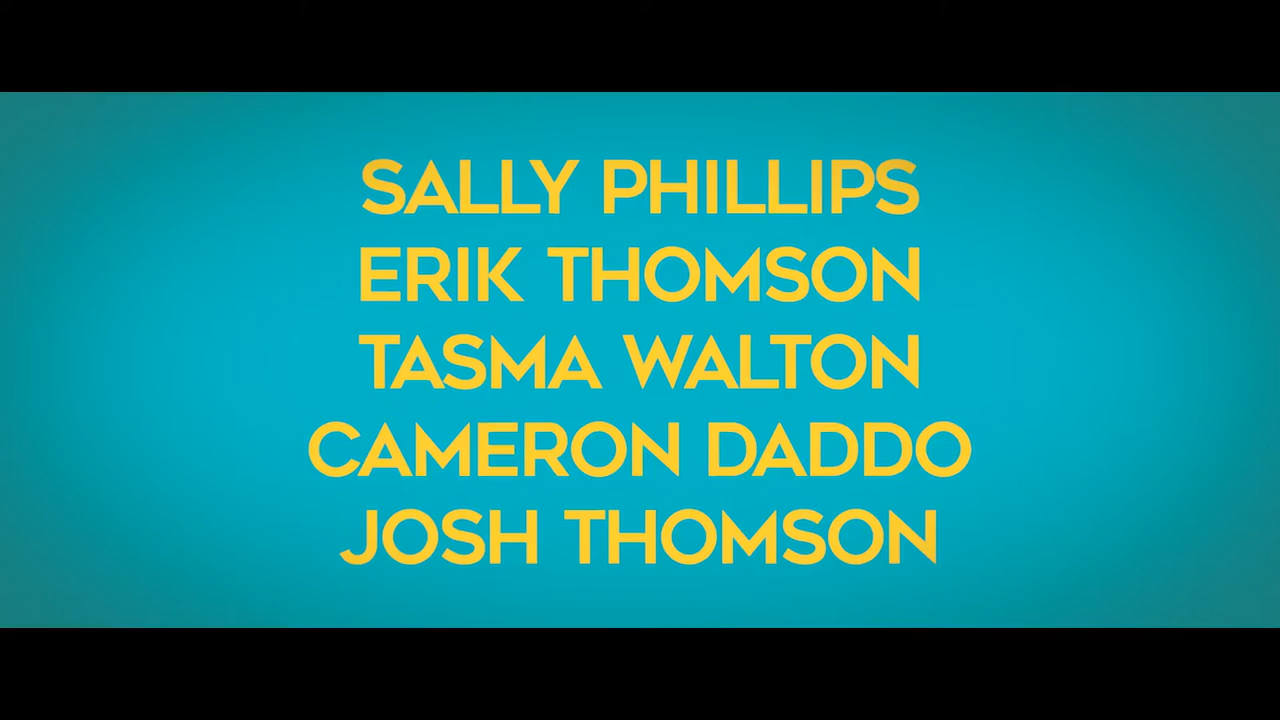 SALLY PHILLIPS
ERIK THOMSON
TASMA WALTON
CAMERON DADDO
JOSH THOMSON